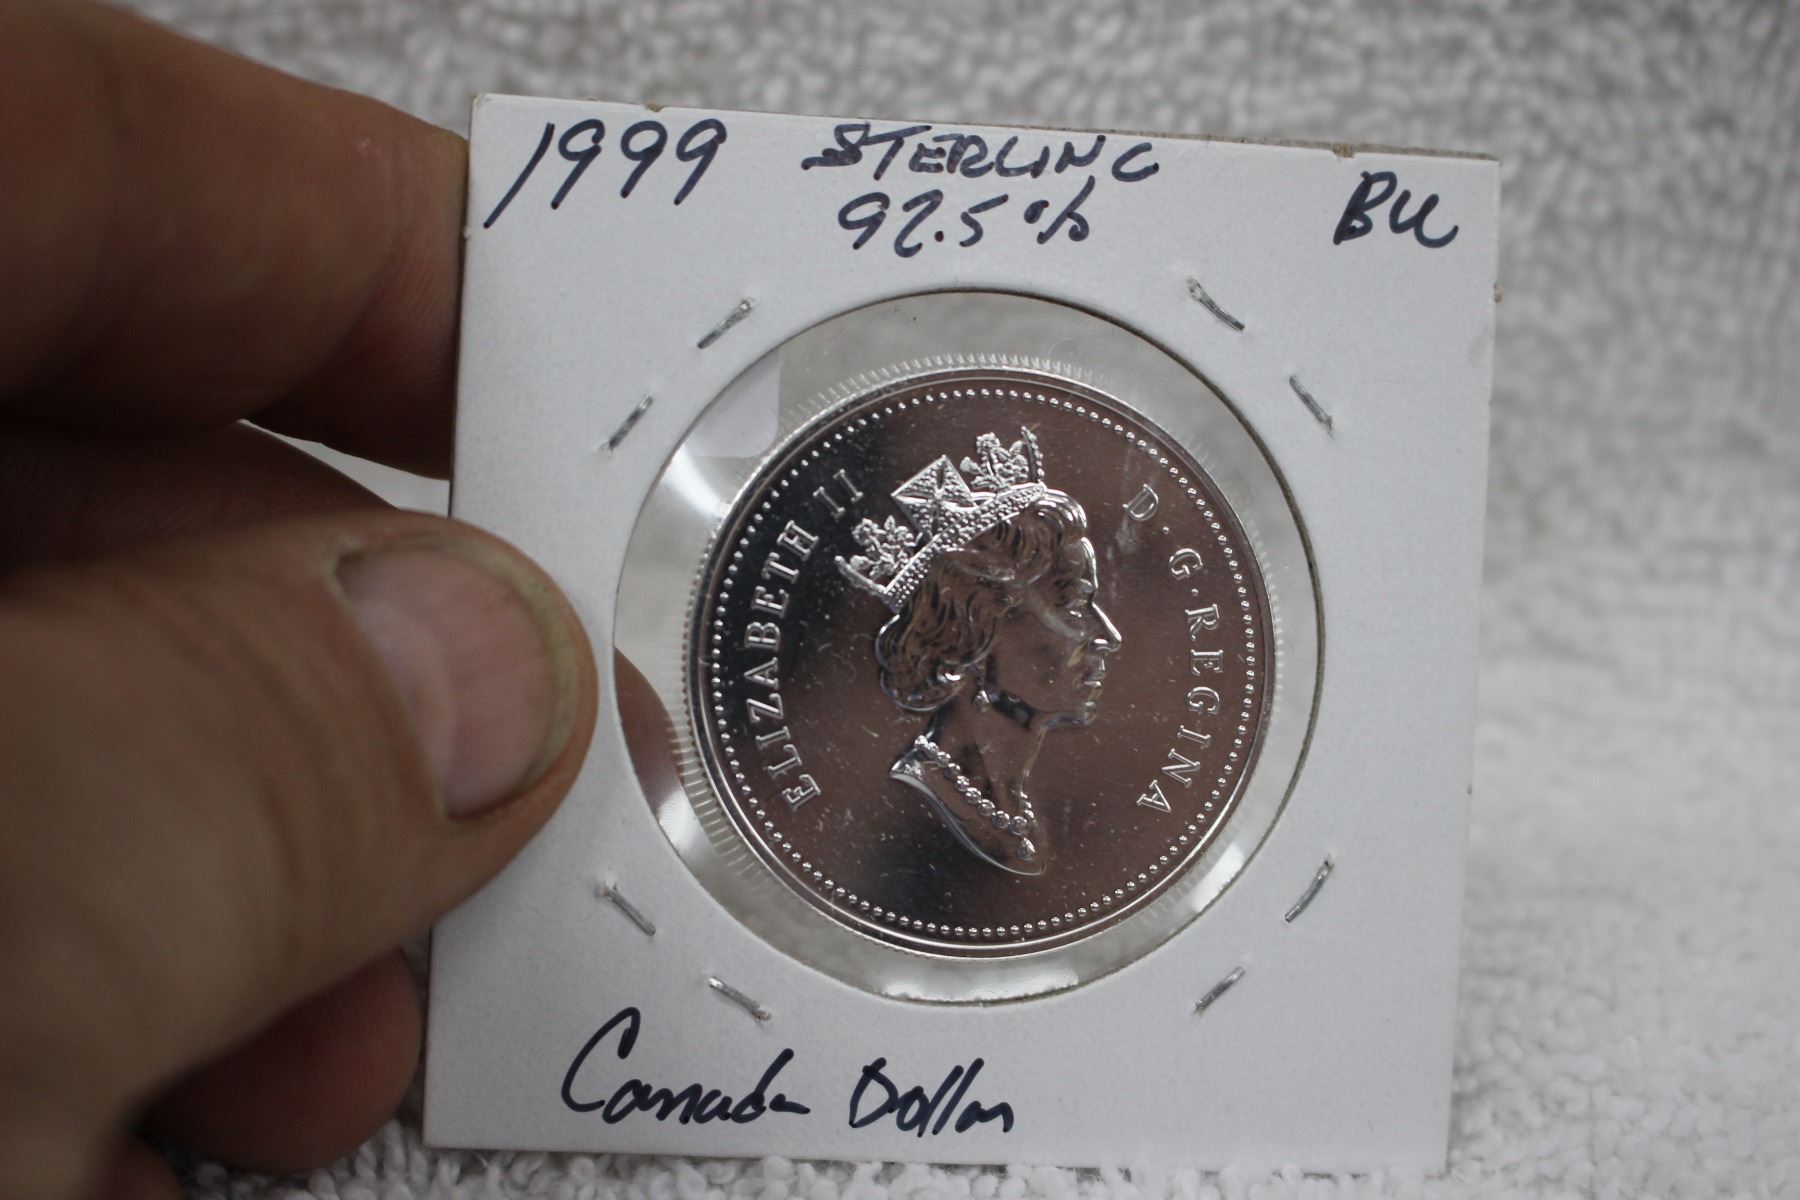 1999 STERLING BU
92.5%
ELIZABETH II D·G·REGINA
Canada Dollar